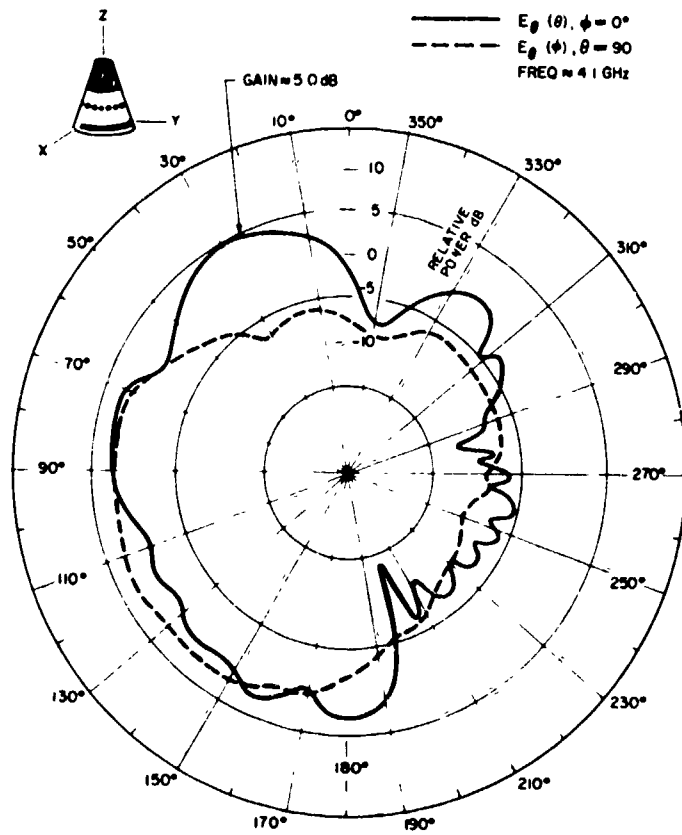 Z
Y
X
E_θ (θ), ϕ = 0°
E_θ (ϕ), θ = 90
FREQ ≈ 4.1 GHz
GAIN ≈ 5.0 dB
0°
10°
350°
30°
330°
50°
310°
70°
290°
90°
270°
110°
250°
130°
230°
150°
210°
170°
180°
190°
10
5
0
-5
-10
RELATIVE
POWER dB